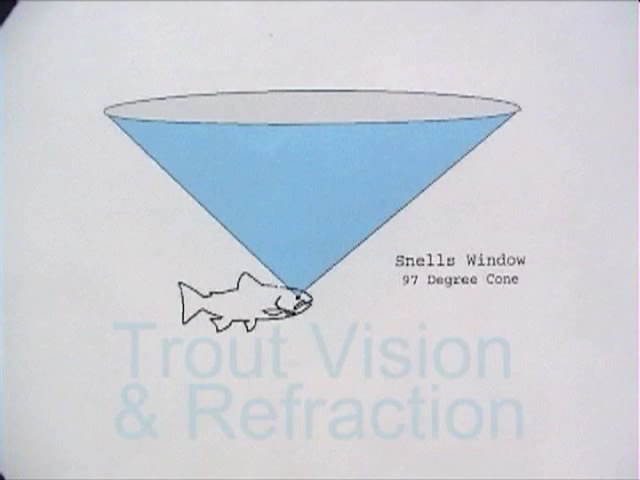 Snells Window
97 Degree Cone
Trout Vision
& Refraction